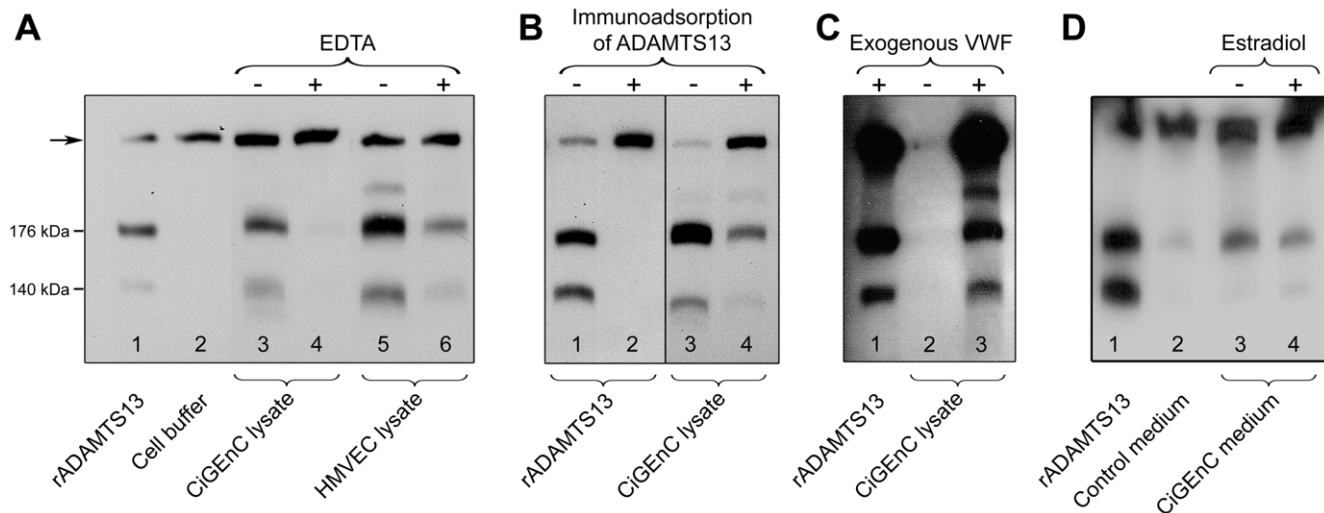 A
EDTA
- + - +
176 kDa
140 kDa
1 2 3 4 5 6
rADAMTS13
Cell buffer
CiGEnC lysate
HMVEC lysate
B
Immunoadsorption
of ADAMTS13
- + - +
1 2 3 4
rADAMTS13
CiGEnC lysate
C
Exogenous VWF
+ - +
1 2 3
rADAMTS13
CiGEnC lysate
D
Estradiol
- +
1 2 3 4
rADAMTS13
Control medium
CiGEnC medium